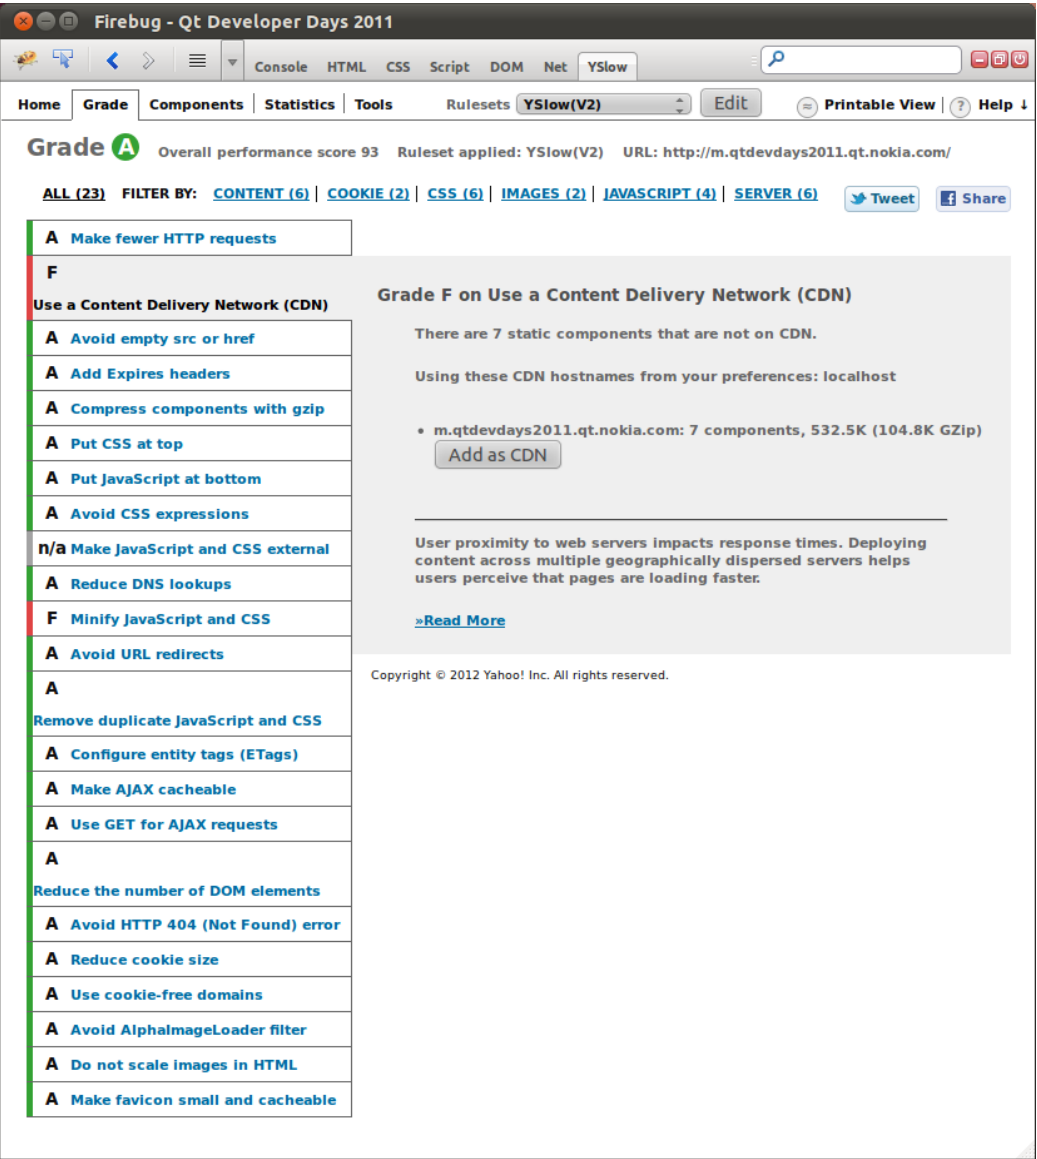 Firebug - Qt Developer Days 2011
Console HTML CSS Script DOM Net YSlow
Home Grade Components Statistics Tools Rulesets YSlow(V2) Edit Printable View ? Help ↓
Grade A Overall performance score 93 Ruleset applied: YSlow(V2) URL: http://m.qtdevdays2011.qt.nokia.com/
ALL (23) FILTER BY: CONTENT (6) | COOKIE (2) | CSS (6) | IMAGES (2) | JAVASCRIPT (4) | SERVER (6) Tweet Share
A Make fewer HTTP requests
F
Use a Content Delivery Network (CDN)
A Avoid empty src or href
A Add Expires headers
A Compress components with gzip
A Put CSS at top
A Put JavaScript at bottom
A Avoid CSS expressions
n/a Make JavaScript and CSS external
A Reduce DNS lookups
F Minify JavaScript and CSS
A Avoid URL redirects
A
Remove duplicate JavaScript and CSS
A Configure entity tags (ETags)
A Make AJAX cacheable
A Use GET for AJAX requests
A
Reduce the number of DOM elements
A Avoid HTTP 404 (Not Found) error
A Reduce cookie size
A Use cookie-free domains
A Avoid AlphaImageLoader filter
A Do not scale images in HTML
A Make favicon small and cacheable
Grade F on Use a Content Delivery Network (CDN)
There are 7 static components that are not on CDN.
Using these CDN hostnames from your preferences: localhost
• m.qtdevdays2011.qt.nokia.com: 7 components, 532.5K (104.8K GZip)
Add as CDN
User proximity to web servers impacts response times. Deploying
content across multiple geographically dispersed servers helps
users perceive that pages are loading faster.
»Read More
Copyright © 2012 Yahoo! Inc. All rights reserved.